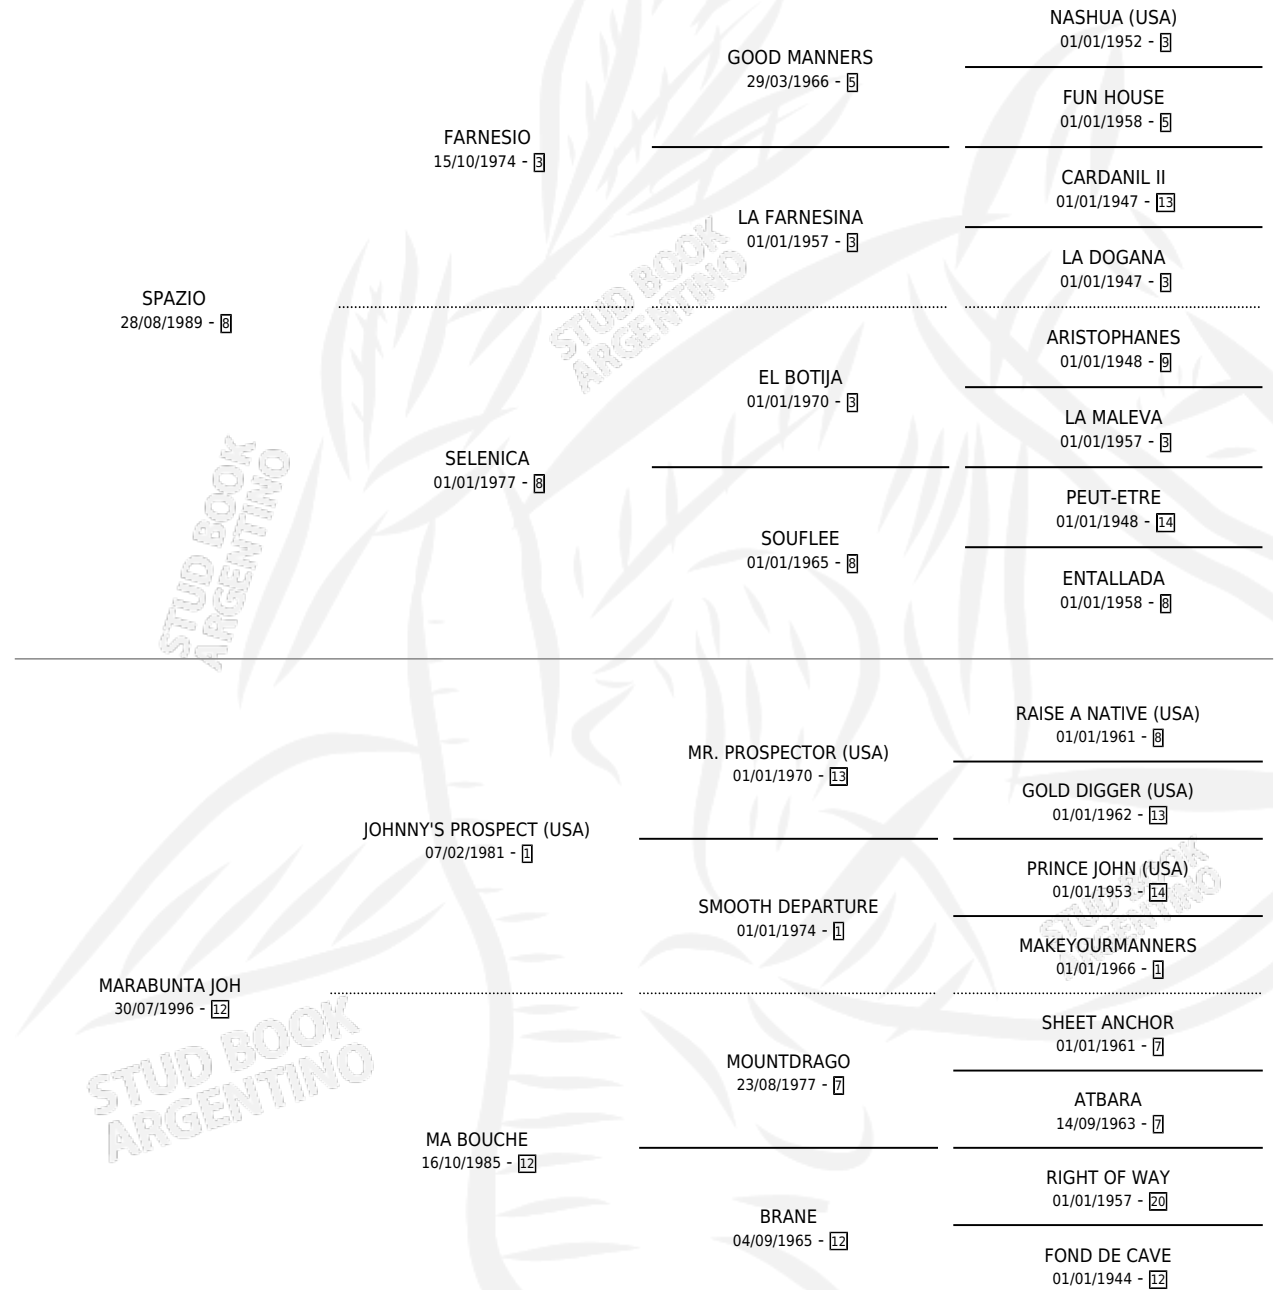 NASHUA (USA)
01/01/1952 - 3
GOOD MANNERS
29/03/1966 - 5
FUN HOUSE
01/01/1958 - 5
FARNESIO
15/10/1974 - 3
CARDANIL II
01/01/1947 - 13
LA FARNESINA
01/01/1957 - 3
LA DOGANA
01/01/1947 - 3
SPAZIO
28/08/1989 - 8
ARISTOPHANES
01/01/1948 - 9
EL BOTIJA
01/01/1970 - 3
LA MALEVA
01/01/1957 - 3
SELENICA
01/01/1977 - 8
PEUT-ETRE
01/01/1948 - 14
SOUFLEE
01/01/1965 - 8
ENTALLADA
01/01/1958 - 8
STUD BOOK
ARGENTINO
STUD BOOK
ARGENTINO
RAISE A NATIVE (USA)
01/01/1961 - 8
MR. PROSPECTOR (USA)
01/01/1970 - 13
GOLD DIGGER (USA)
01/01/1962 - 13
JOHNNY'S PROSPECT (USA)
07/02/1981 - 1
PRINCE JOHN (USA)
01/01/1953 - 14
SMOOTH DEPARTURE
01/01/1974 - 1
MAKEYOURMANNERS
01/01/1966 - 1
STUD BOOK
ARGENTINO
MARABUNTA JOH
30/07/1996 - 12
SHEET ANCHOR
01/01/1961 - 7
MOUNTDRAGO
23/08/1977 - 7
ATBARA
14/09/1963 - 7
MA BOUCHE
16/10/1985 - 12
RIGHT OF WAY
01/01/1957 - 20
BRANE
04/09/1965 - 12
FOND DE CAVE
01/01/1944 - 12
STUD BOOK
ARGENTINO